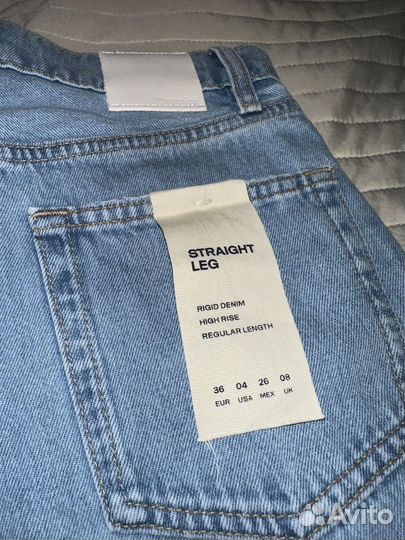 STRAIGHT
LEG
RIGID DENIM
HIGH RISE
REGULAR LENGTH
36 04 26 08
EUR USA MEX UK
Avito